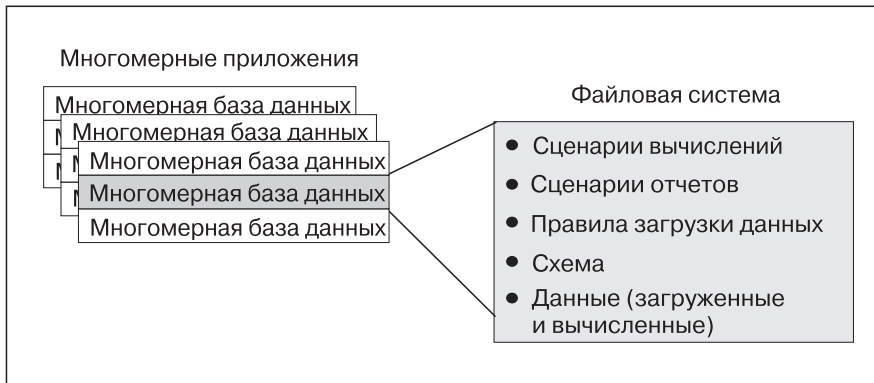 Многомерные приложения
Многомерная база данных
Многомерная база данных
Многомерная база данных
Многомерная база данных
Многомерная база данных
Файловая система
• Сценарии вычислений
• Сценарии отчетов
• Правила загрузки данных
• Схема
• Данные (загруженные
и вычисленные)